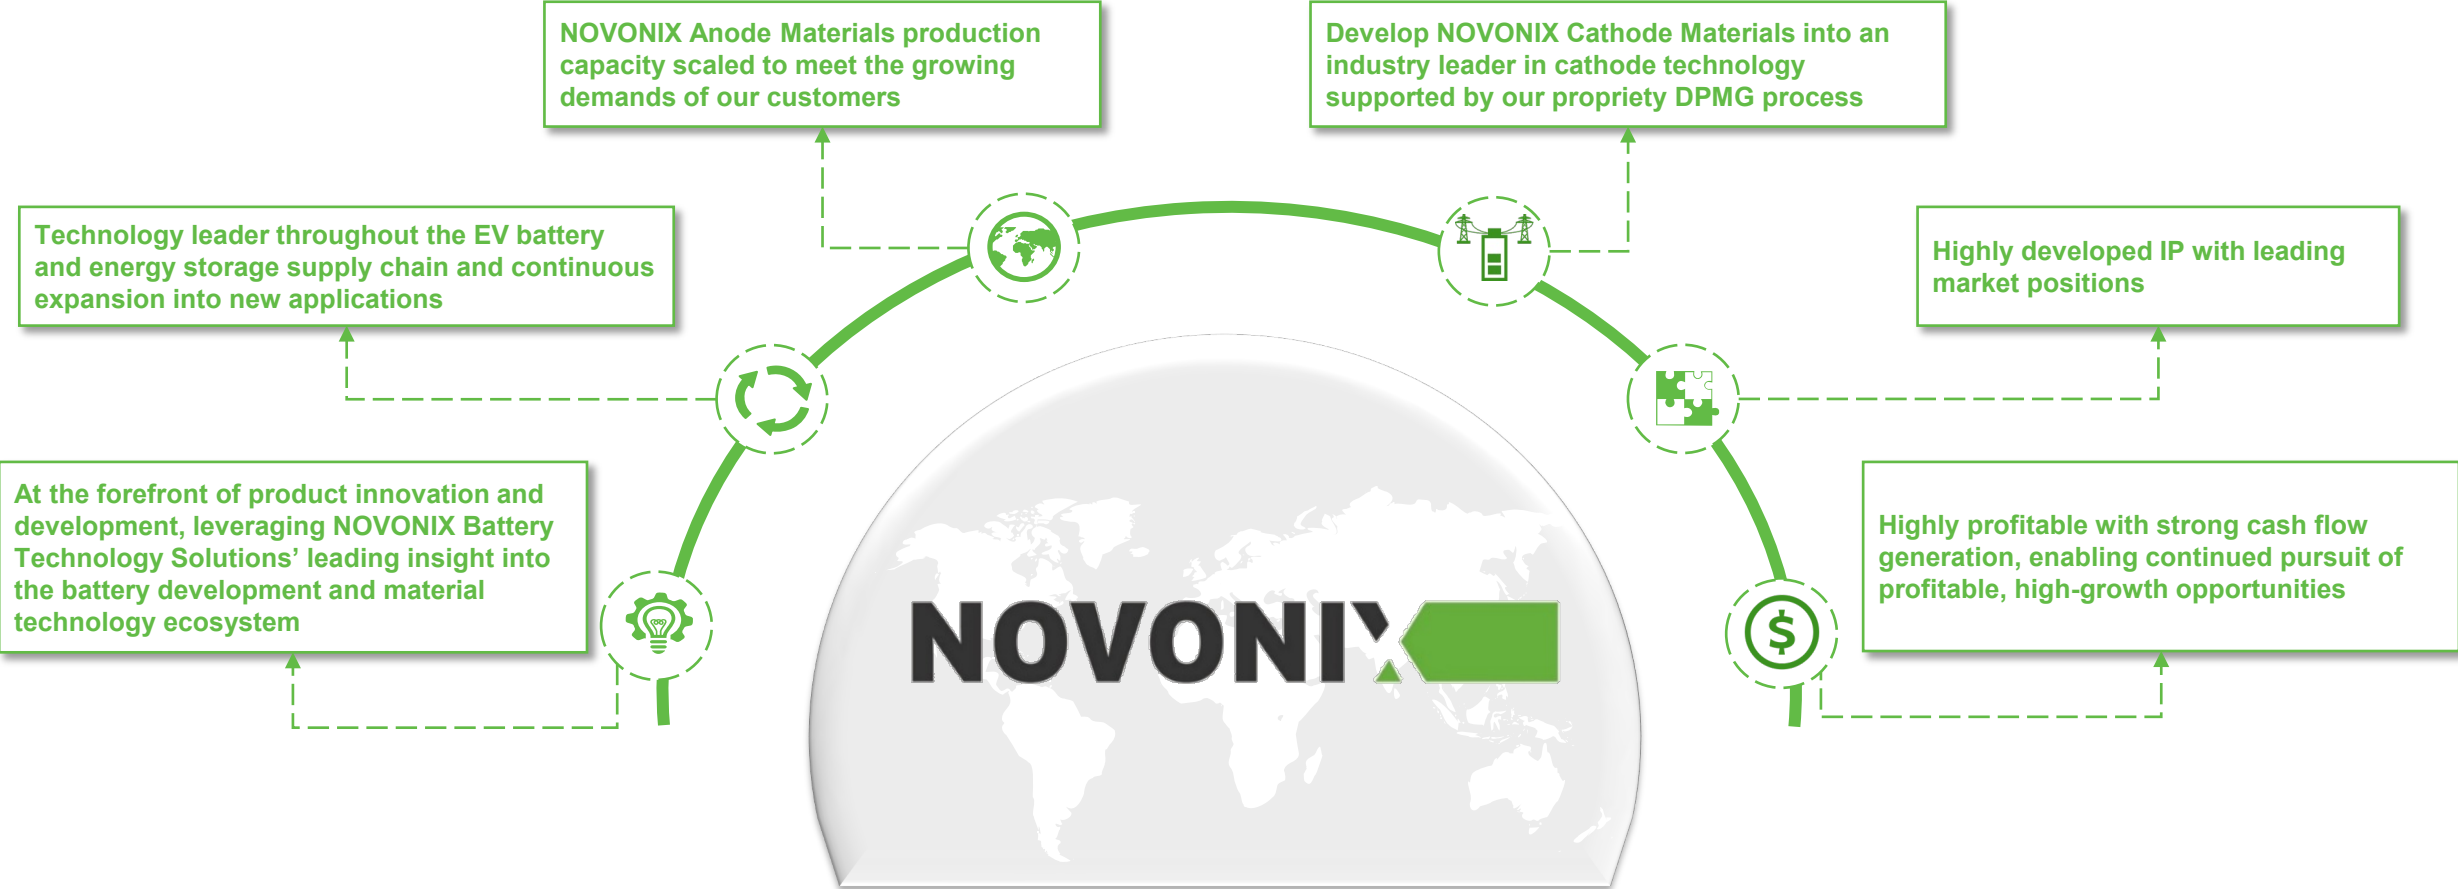 NOVONIX Anode Materials production
capacity scaled to meet the growing
demands of our customers
Develop NOVONIX Cathode Materials into an
industry leader in cathode technology
supported by our propriety DPMG process
Technology leader throughout the EV battery
and energy storage supply chain and continuous
expansion into new applications
Highly developed IP with leading
market positions
At the forefront of product innovation and
development, leveraging NOVONIX Battery
Technology Solutions’ leading insight into
the battery development and material
technology ecosystem
Highly profitable with strong cash flow
generation, enabling continued pursuit of
profitable, high-growth opportunities
$
NOVONIX